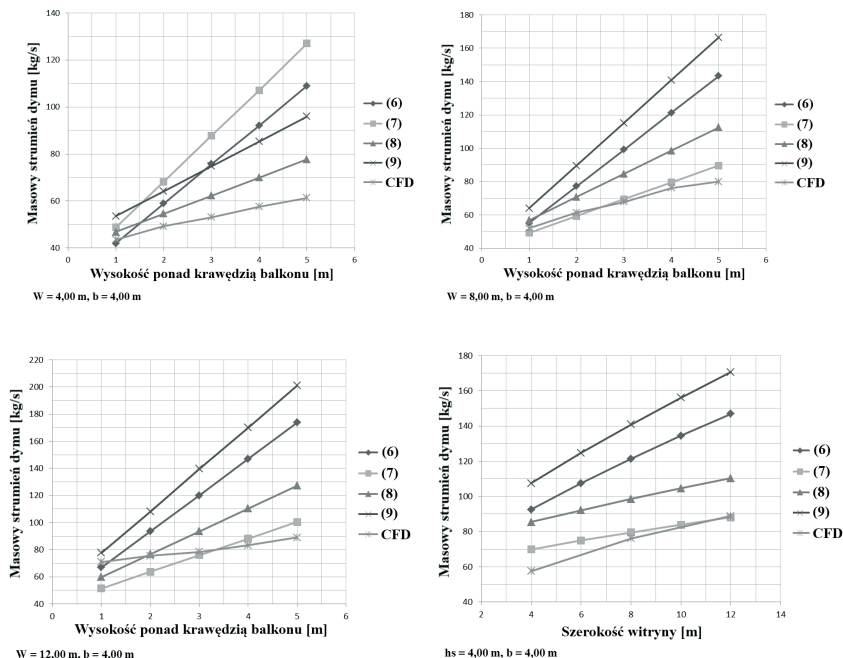 140
120
100
80
60
40
0 1 2 3 4 5 6
Masowy strumień dymu [kg/s]
Wysokość ponad krawędzią balkonu [m]
(6)
(7)
(8)
(9)
CFD
W = 4,00 m, b = 4,00 m
180
160
140
120
100
80
60
40
0 1 2 3 4 5 6
Masowy strumień dymu [kg/s]
Wysokość ponad krawędzią balkonu [m]
(6)
(7)
(8)
(9)
CFD
W = 8,00 m, b = 4,00 m
220
200
180
160
140
120
100
80
60
40
0 1 2 3 4 5 6
Masowy strumień dymu [kg/s]
Wysokość ponad krawędzią balkonu [m]
(6)
(7)
(8)
(9)
CFD
W = 12,00 m, b = 4,00 m
180
160
140
120
100
80
60
40
2 4 6 8 10 12 14
Masowy strumień dymu [kg/s]
Szerokość witryny [m]
(6)
(7)
(8)
(9)
CFD
hs = 4,00 m, b = 4,00 m